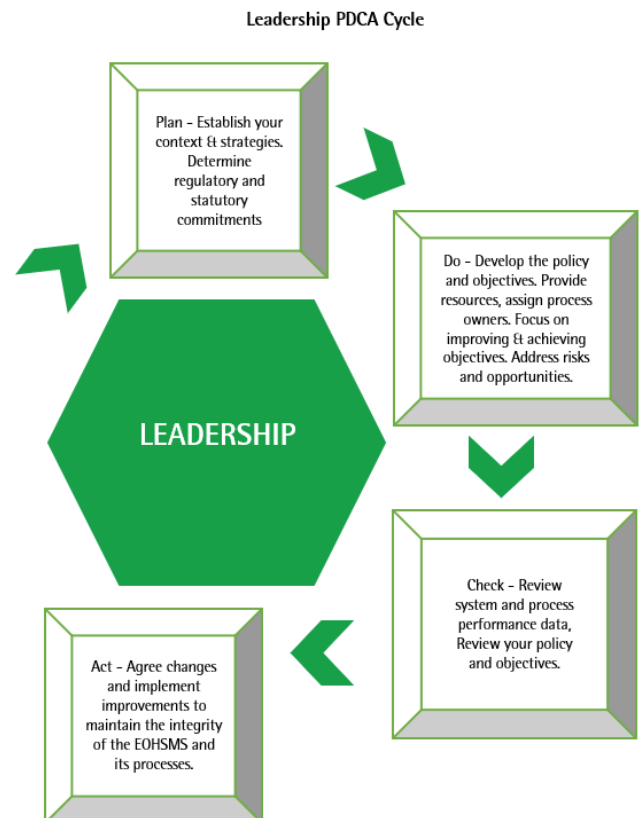 Leadership PDCA Cycle
Plan - Establish your
context & strategies.
Determine
regulatory and
statutory
commitments
Do - Develop the policy
and objectives. Provide
resources, assign process
owners. Focus on
improving & achieving
objectives. Address risks
and opportunities.
LEADERSHIP
Check - Review
system and process
performance data,
Review your policy
and objectives.
Act - Agree changes
and implement
improvements to
maintain the integrity
of the EOHSMS and
its processes.